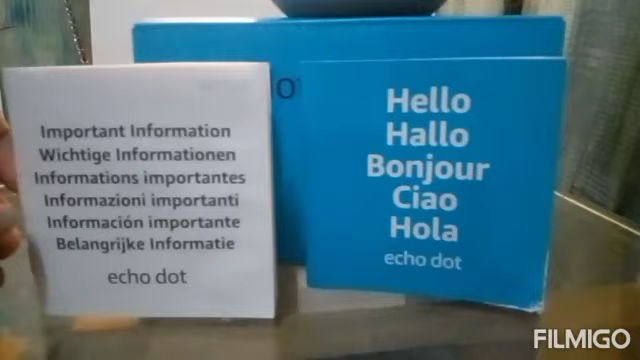 Important Information
Wichtige Informationen
Informations importantes
Informazioni importanti
Información importante
Belangrijke Informatie
echo dot
Hello
Hallo
Bonjour
Ciao
Hola
echo dot
FILMIGO